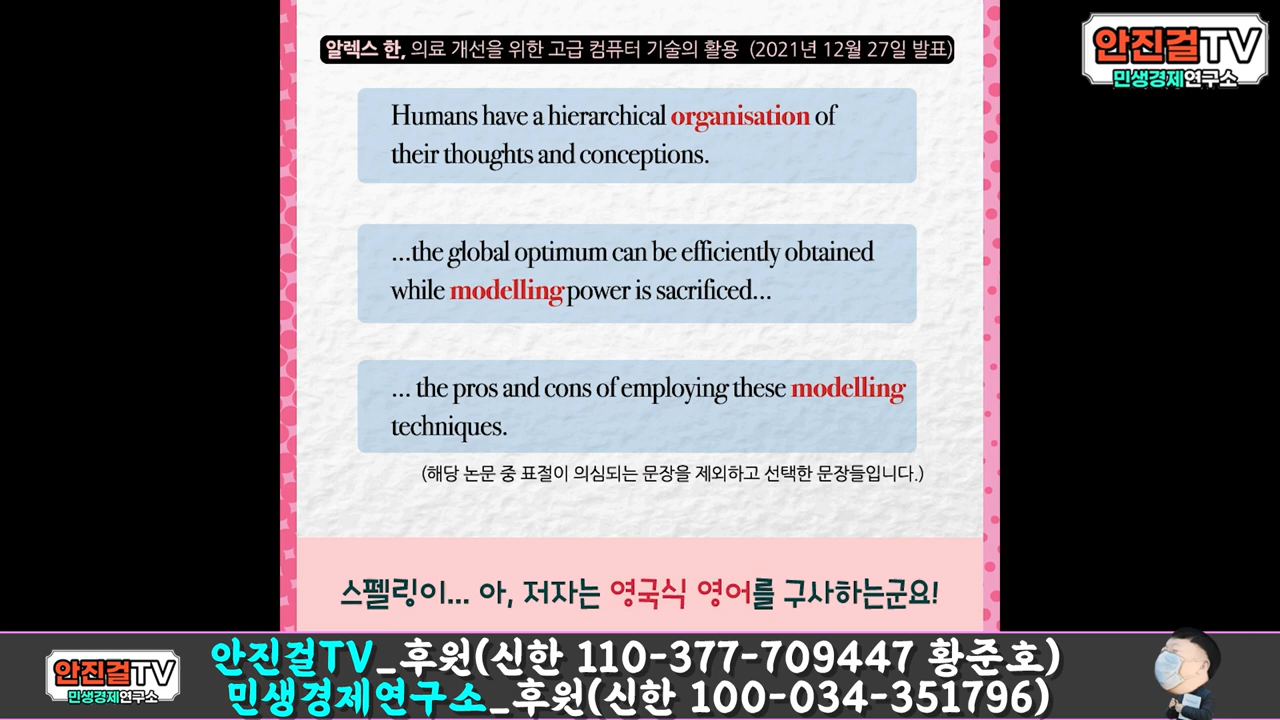 알렉스 한, 의료 개선을 위한 고급 컴퓨터 기술의 활용 (2021년 12월 27일 발표)
안진걸TV
민생경제연구소
Humans have a hierarchical organisation of
their thoughts and conceptions.
...the global optimum can be efficiently obtained
while modelling power is sacrificed...
... the pros and cons of employing these modelling
techniques.
(해당 논문 중 표절이 의심되는 문장을 제외하고 선택한 문장들입니다.)
스펠링이... 아, 저자는 영국식 영어를 구사하는군요!
안진걸TV
민생경제연구소
안진걸TV_후원(신한 110-377-709447 황준호)
민생경제연구소_후원(신한 100-034-351796)